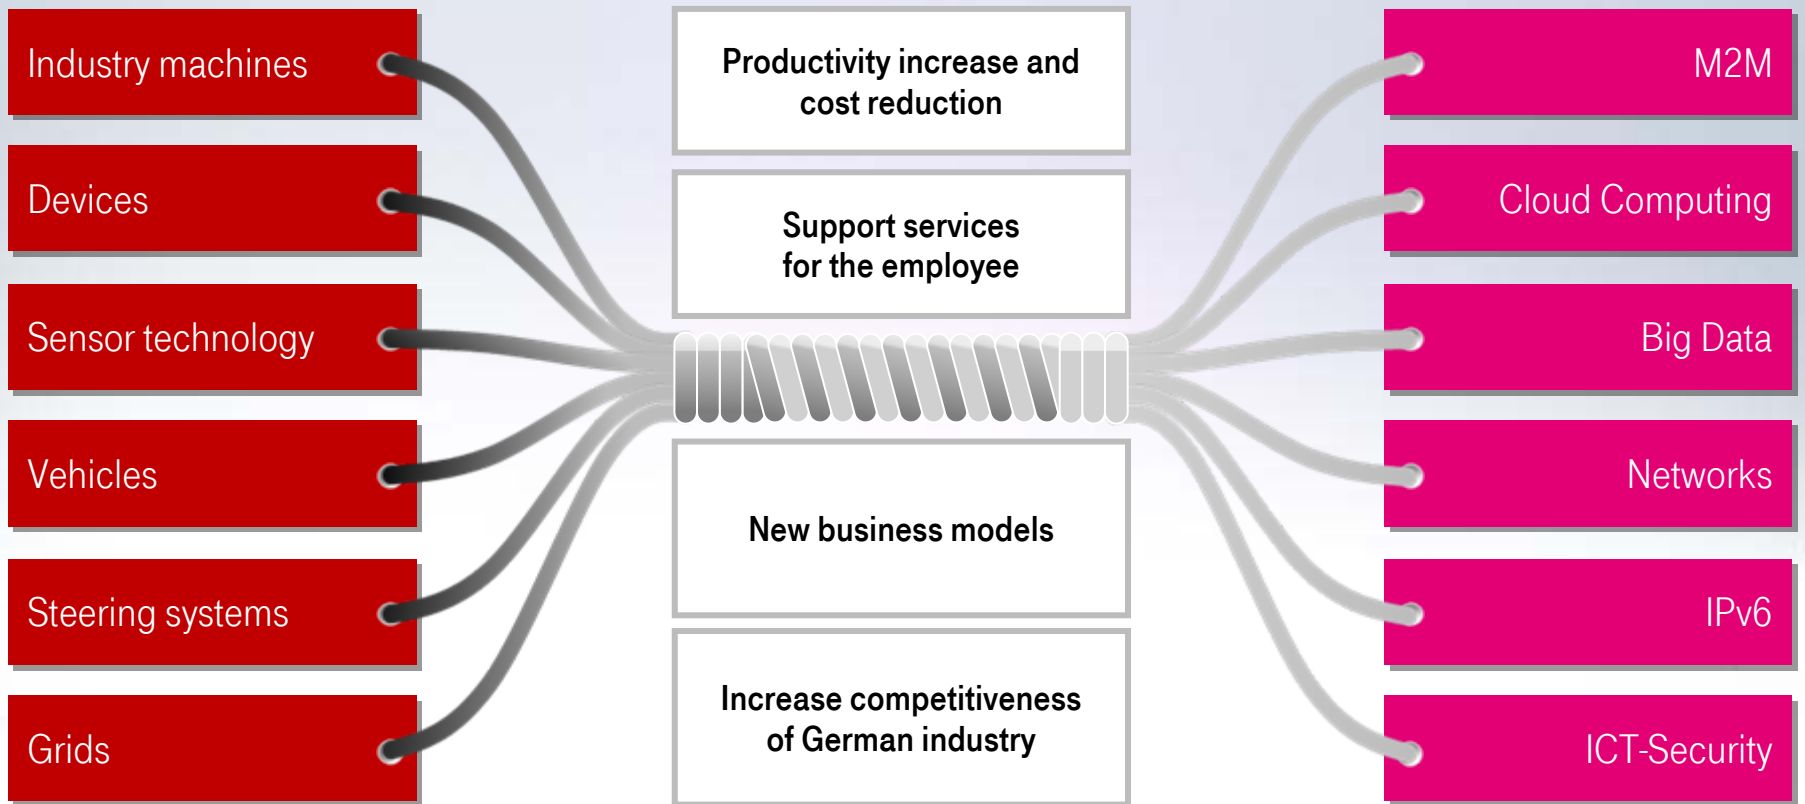 Industry machines
Devices
Sensor technology
Vehicles
Steering systems
Grids
Productivity increase and
cost reduction
Support services
for the employee
New business models
Increase competitiveness
of German industry
M2M
Cloud Computing
Big Data
Networks
IPv6
ICT-Security